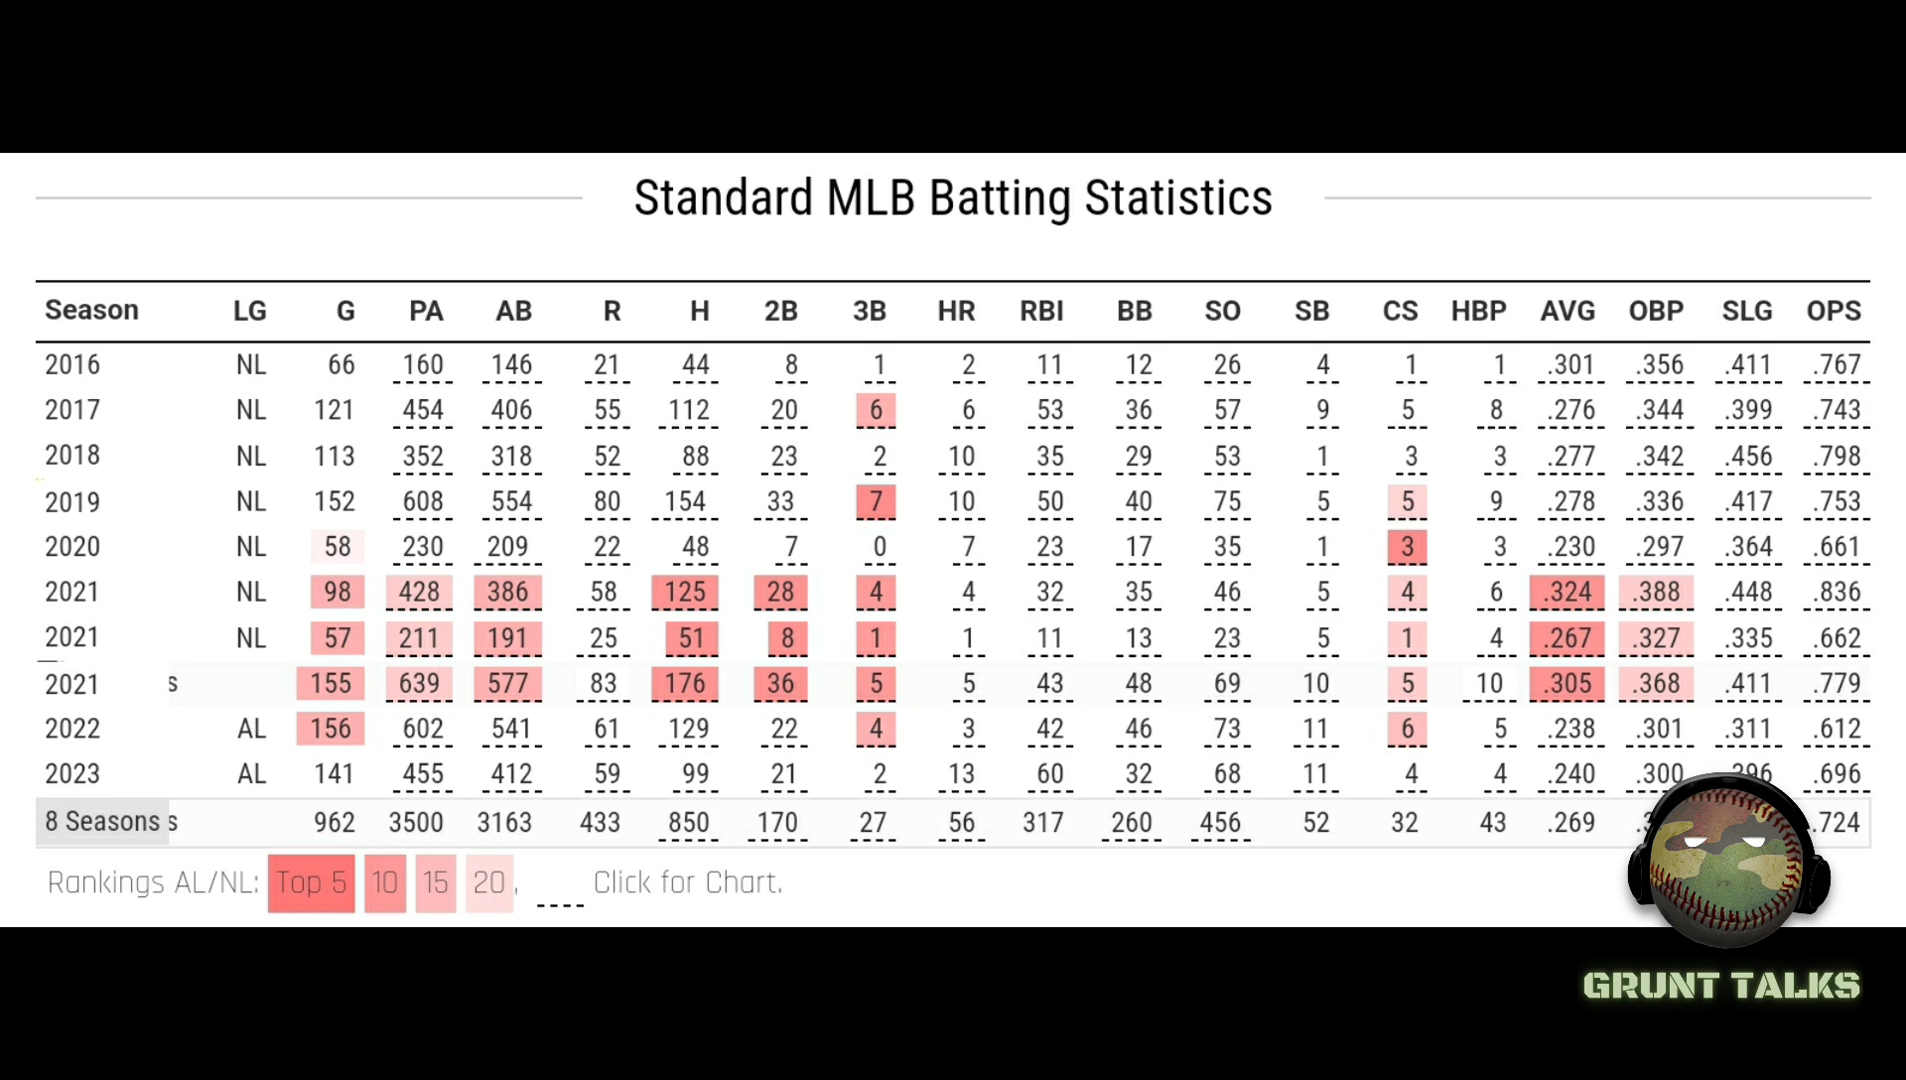 Standard MLB Batting Statistics
Season LG G PA AB R H 2B 3B HR RBI BB SO SB CS HBP AVG OBP SLG OPS
2016 NL 66 160 146 21 44 8 1 2 11 12 26 4 1 1 .301 .356 .411 .767
2017 NL 121 454 406 55 112 20 6 6 53 36 57 9 5 8 .276 .344 .399 .743
2018 NL 113 352 318 52 88 23 2 10 35 29 53 1 3 3 .277 .342 .456 .798
2019 NL 152 608 554 80 154 33 7 10 50 40 75 5 5 9 .278 .336 .417 .753
2020 NL 58 230 209 22 48 7 0 7 23 17 35 1 3 3 .230 .297 .364 .661
2021 NL 98 428 386 58 125 28 4 4 32 35 46 5 4 6 .324 .388 .448 .836
2021 NL 57 211 191 25 51 8 1 1 11 13 23 5 1 4 .267 .327 .335 .662
2021 s 155 639 577 83 176 36 5 5 43 48 69 10 5 10 .305 .368 .411 .779
2022 AL 156 602 541 61 129 22 4 3 42 46 73 11 6 5 .238 .301 .311 .612
2023 AL 141 455 412 59 99 21 2 13 60 32 68 11 4 4 .240 .300 .696
8 Seasons s 962 3500 3163 433 850 170 27 56 317 260 456 52 32 43 .269 .724
Rankings AL/NL: Top 5 10 15 20, Click for Chart.
GRUNT TALKS